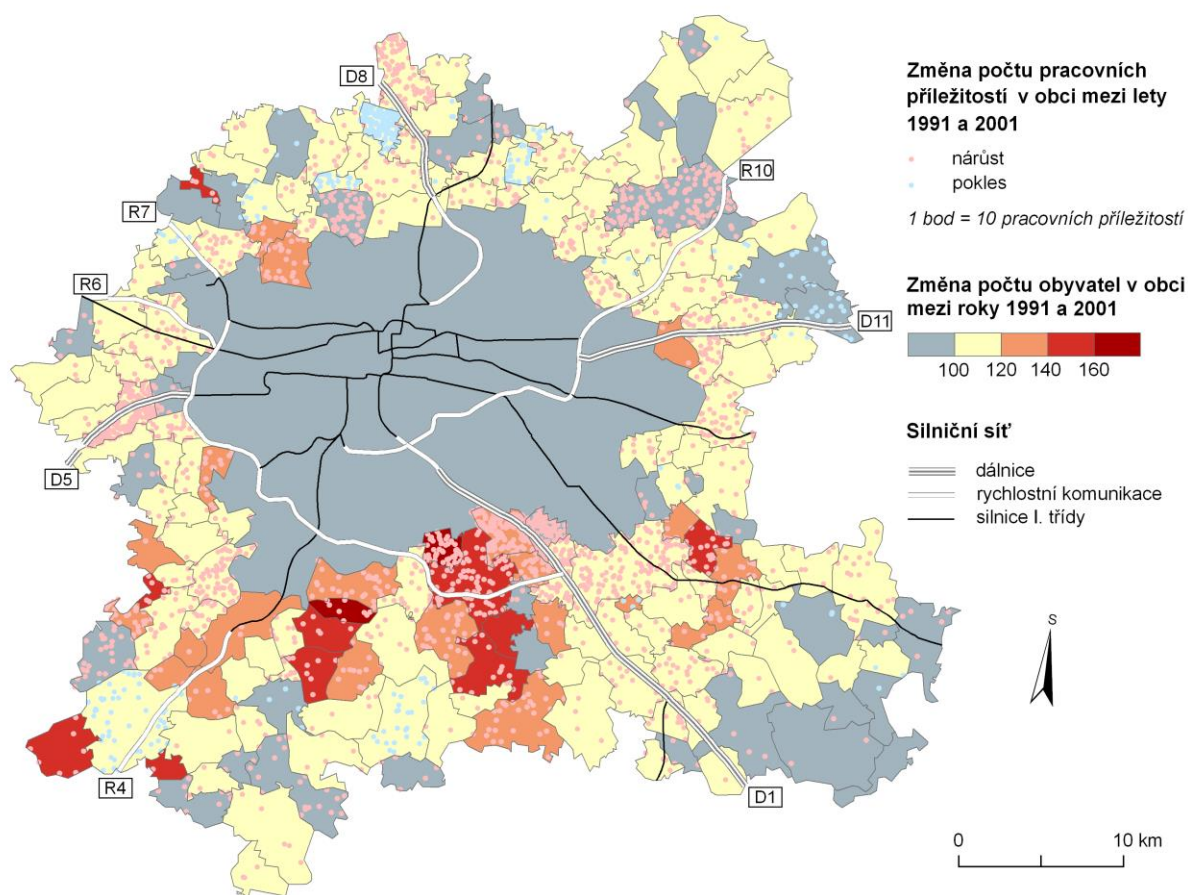 D8
R10
R7
R6
D11
D5
R4
D1
Změna počtu pracovních
příležitostí v obci mezi lety
1991 a 2001
nárůst
pokles
1 bod = 10 pracovních příležitostí
Změna počtu obyvatel v obci
mezi roky 1991 a 2001
100 120 140 160
Silniční síť
dálnice
rychlostní komunikace
silnice I. třídy
S
0 10 km